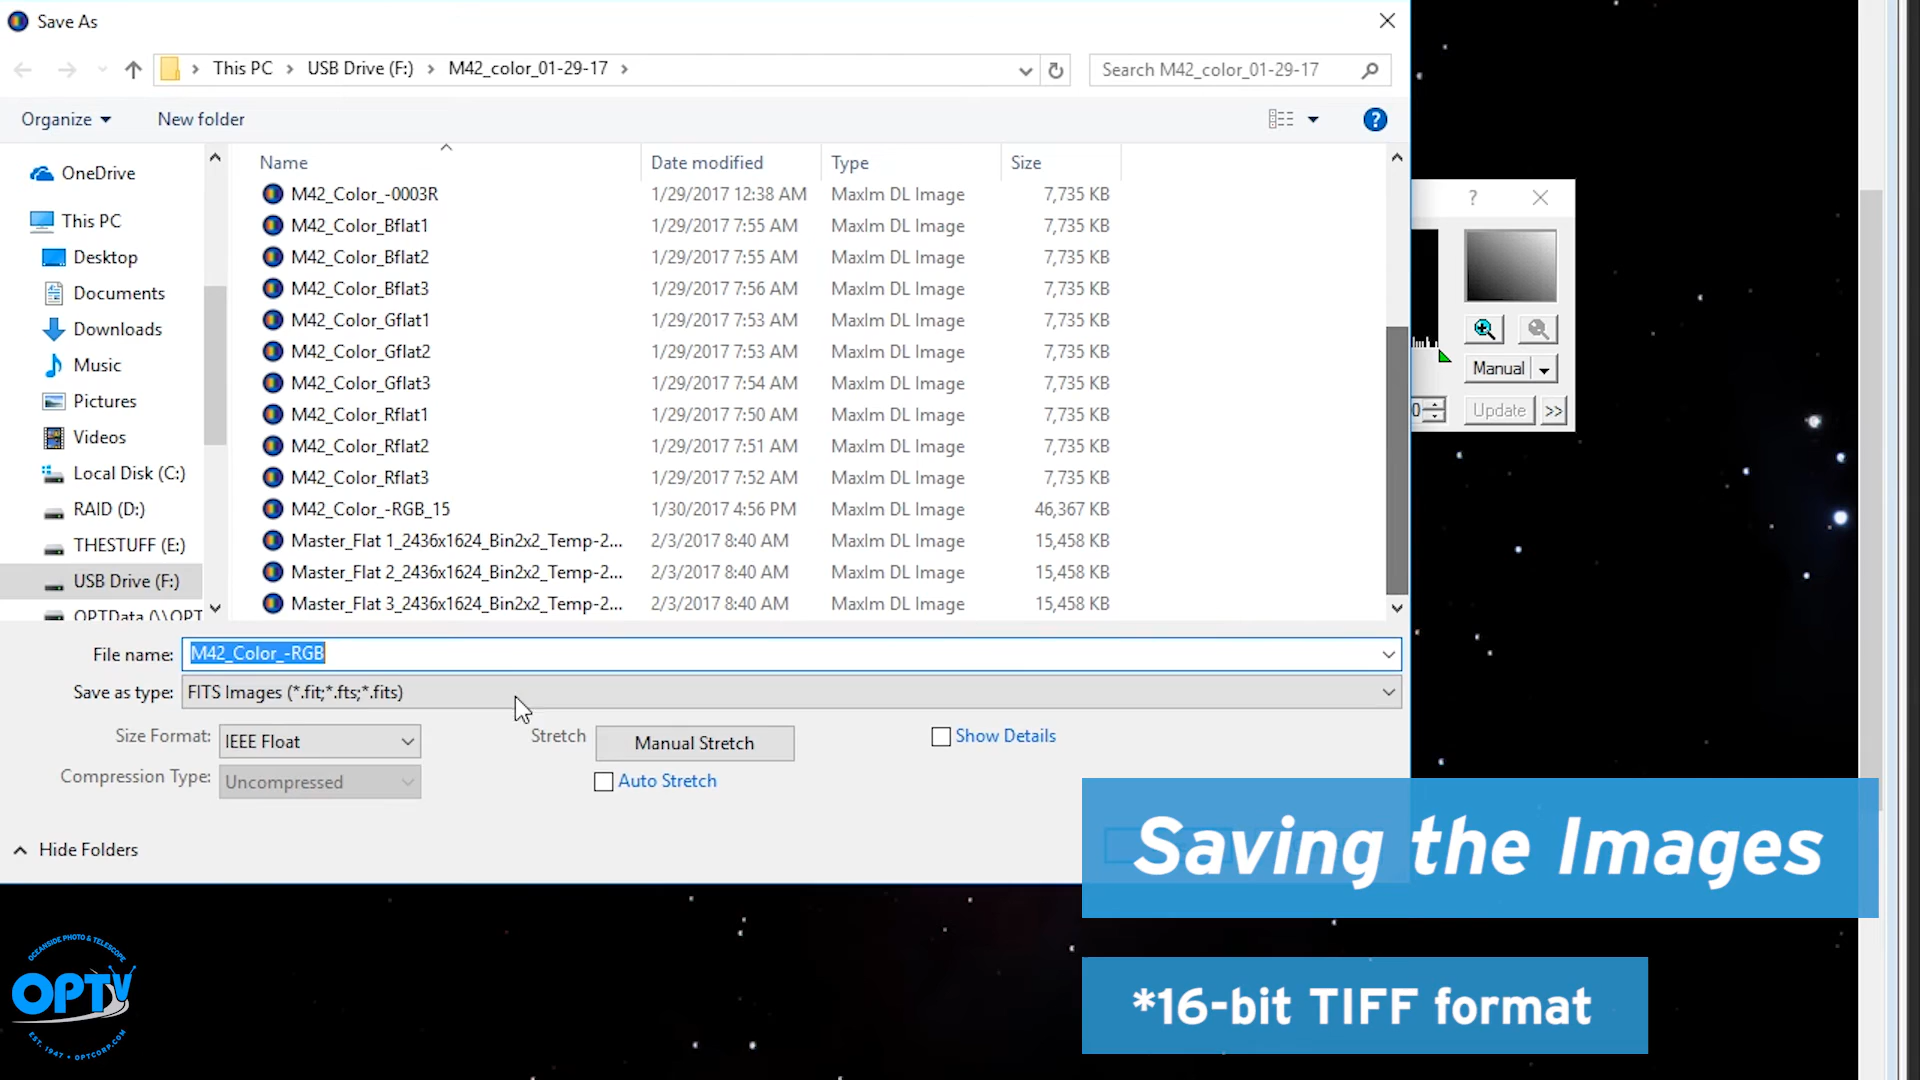 Save As
This PC > USB Drive (F:) > M42_color_01-29-17 >
Search M42_color_01-29-17
Organize
New folder
?
OneDrive
This PC
Desktop
Documents
Downloads
Music
Pictures
Videos
Local Disk (C:)
RAID (D:)
THESTUFF (E:)
USB Drive (F:)
OPTData (\\OPT
Name Date modified Type Size
M42_Color_-0003R 1/29/2017 12:38 AM MaxIm DL Image 7,735 KB
M42_Color_Bflat1 1/29/2017 7:55 AM MaxIm DL Image 7,735 KB
M42_Color_Bflat2 1/29/2017 7:55 AM MaxIm DL Image 7,735 KB
M42_Color_Bflat3 1/29/2017 7:56 AM MaxIm DL Image 7,735 KB
M42_Color_Gflat1 1/29/2017 7:53 AM MaxIm DL Image 7,735 KB
M42_Color_Gflat2 1/29/2017 7:53 AM MaxIm DL Image 7,735 KB
M42_Color_Gflat3 1/29/2017 7:54 AM MaxIm DL Image 7,735 KB
M42_Color_Rflat1 1/29/2017 7:50 AM MaxIm DL Image 7,735 KB
M42_Color_Rflat2 1/29/2017 7:51 AM MaxIm DL Image 7,735 KB
M42_Color_Rflat3 1/29/2017 7:52 AM MaxIm DL Image 7,735 KB
M42_Color_-RGB_15 1/30/2017 4:56 PM MaxIm DL Image 46,367 KB
Master_Flat 1_2436x1624_Bin2x2_Temp-2... 2/3/2017 8:40 AM MaxIm DL Image 15,458 KB
Master_Flat 2_2436x1624_Bin2x2_Temp-2... 2/3/2017 8:40 AM MaxIm DL Image 15,458 KB
Master_Flat 3_2436x1624_Bin2x2_Temp-2... 2/3/2017 8:40 AM MaxIm DL Image 15,458 KB
?
Manual
0
Update >>
File name: M42_Color_-RGB
Save as type: FITS Images (*.fit;*.fts;*.fits)
Size Format: IEEE Float
Stretch
Manual Stretch
Show Details
Compression Type: Uncompressed
Auto Stretch
Hide Folders
Saving the Images
*16-bit TIFF format
OCEANSIDE PHOTO & TELESCOPE
OPTV
EST. 1947 • OPTCORP.COM